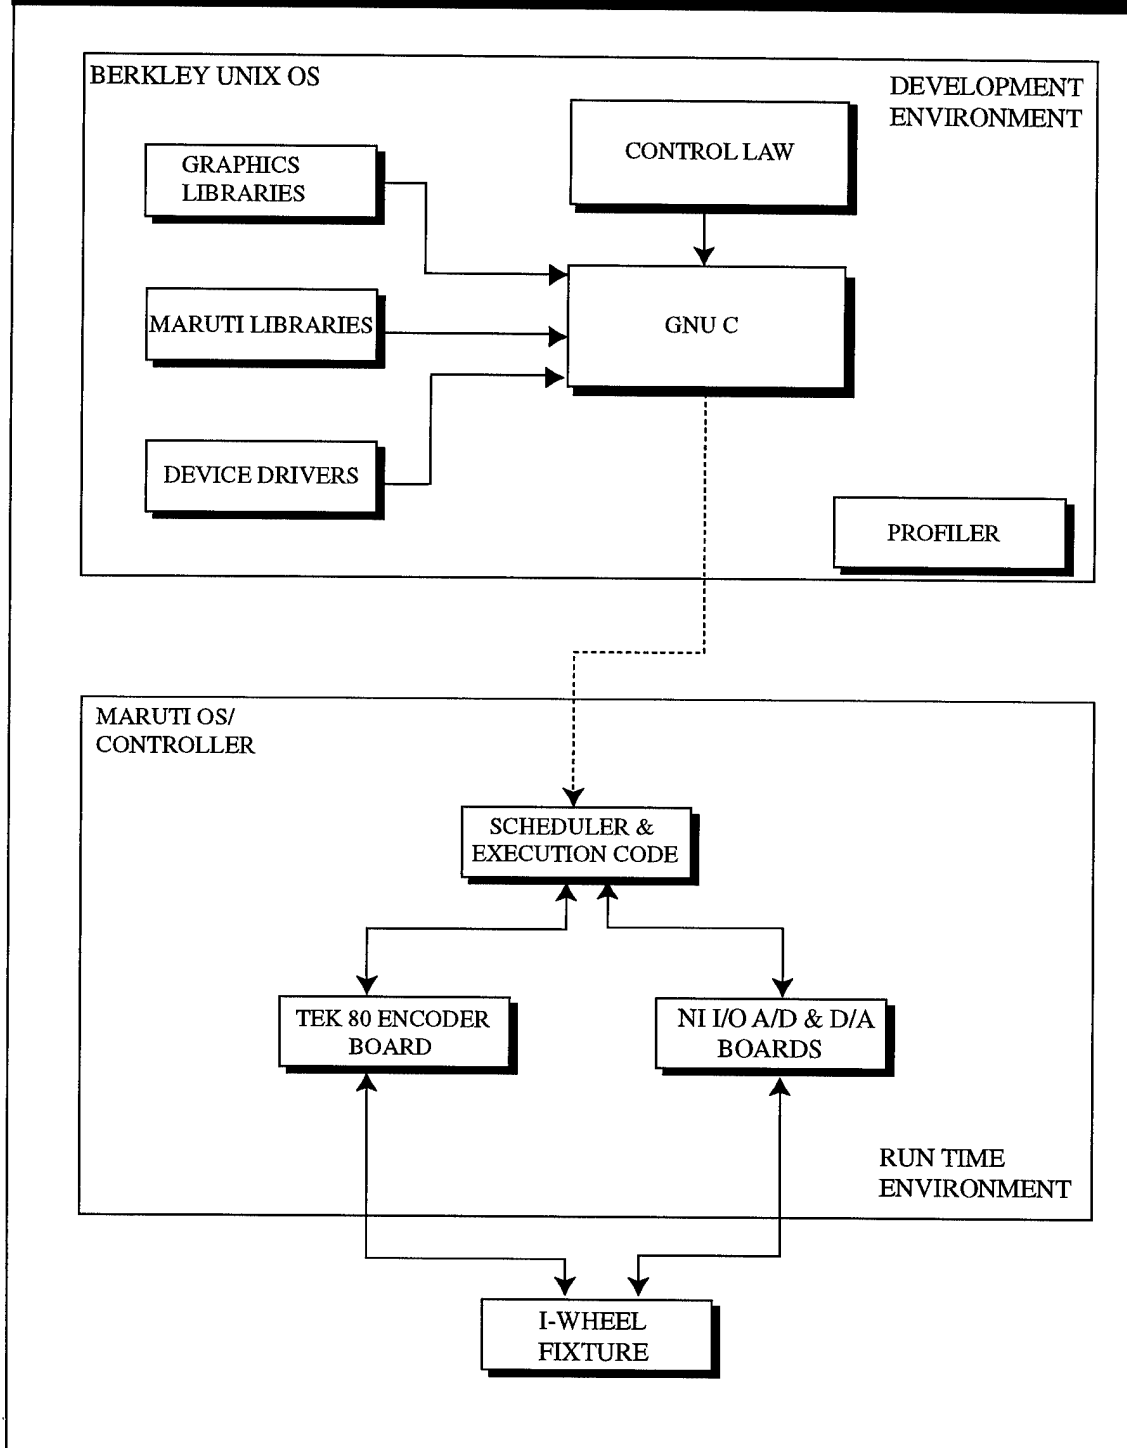 BERKLEY UNIX OS
DEVELOPMENT
ENVIRONMENT
CONTROL LAW
GRAPHICS
LIBRARIES
MARUTI LIBRARIES
GNU C
DEVICE DRIVERS
PROFILER
MARUTI OS/
CONTROLLER
SCHEDULER &
EXECUTION CODE
TEK 80 ENCODER
BOARD
NI I/O A/D & D/A
BOARDS
RUN TIME
ENVIRONMENT
I-WHEEL
FIXTURE